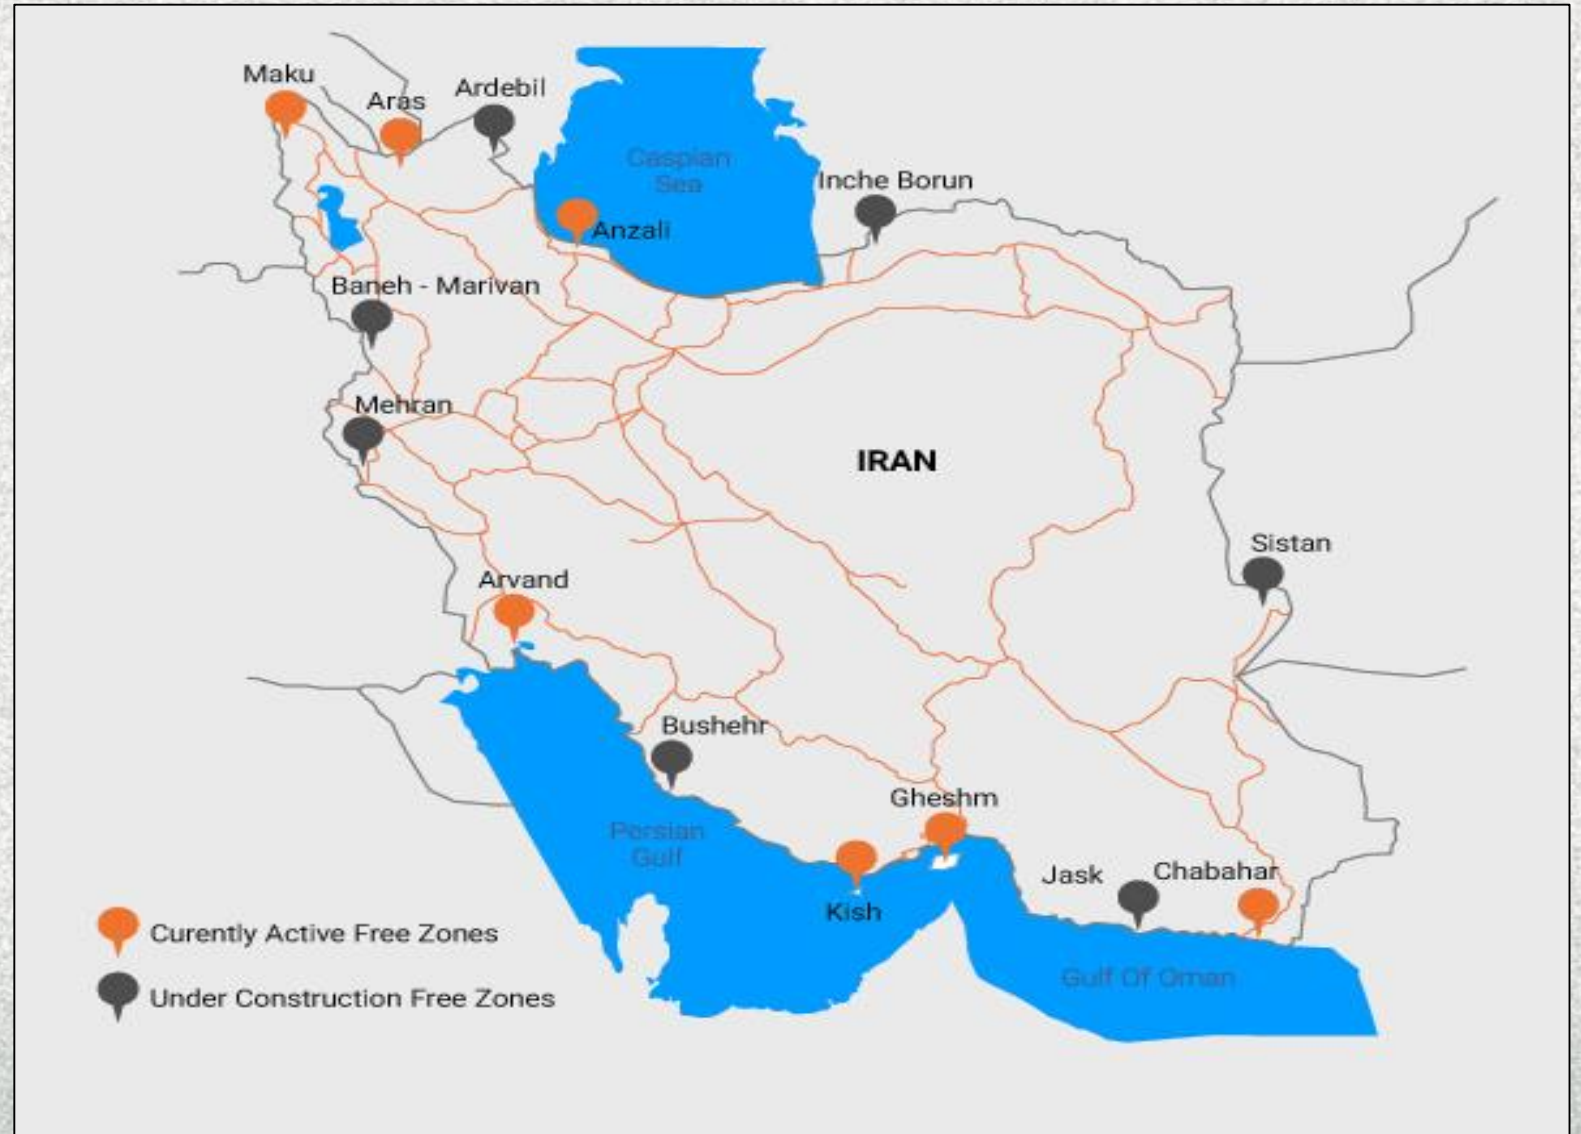 Maku
Aras
Ardebil
Caspian
Sea
Inche Borun
Anzali
Baneh - Marivan
Mehran
IRAN
Sistan
Arvand
Bushehr
Gheshm
Persian
Gulf
Jask
Chabahar
Kish
Curently Active Free Zones
Gulf Of Oman
Under Construction Free Zones